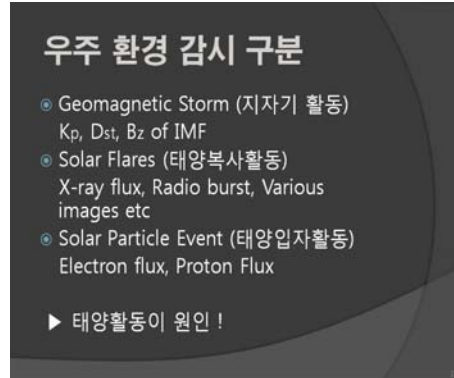 우주 환경 감시 구분
Geomagnetic Storm (지자기 활동)
Kp, Dst, Bz of IMF
Solar Flares (태양복사활동)
X-ray flux, Radio burst, Various
images etc
Solar Particle Event (태양입자활동)
Electron flux, Proton Flux
▶ 태양활동이 원인 !